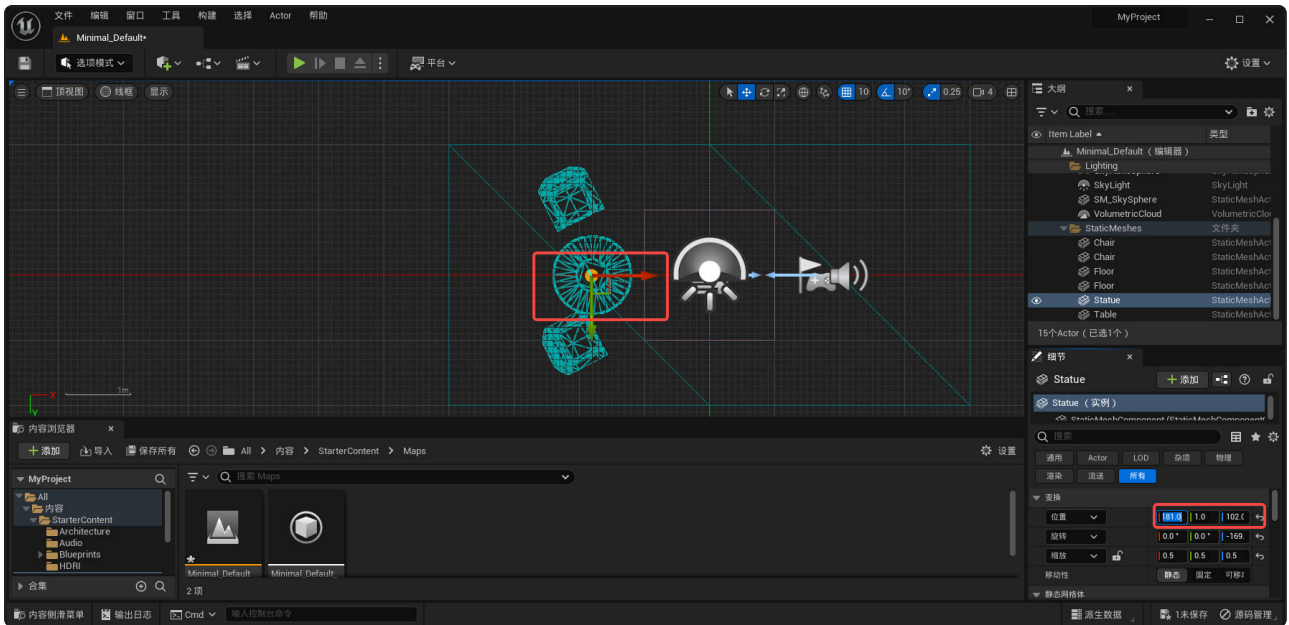 文件 编辑 窗口 工具 构建 选择 Actor 帮助 MyProject
Minimal_Default•
选项模式 平台 设置
顶视图 线框 显示 10 10° 0.25 4
1m
X
Y
大纲
搜索...
Item Label 类型
Minimal_Default（编辑器）
Lighting
SkyLight SkyLight
SM_SkySphere StaticMeshAct
VolumetricCloud VolumetricClo
StaticMeshes 文件夹
Chair StaticMeshAct
Chair StaticMeshAct
Floor StaticMeshAct
Floor StaticMeshAct
Statue StaticMeshAct
Table StaticMeshAct
15个Actor（已选1个）
细节
Statue 添加
Statue（实例）
搜索
通用 Actor LOD 杂项 物理
渲染 流送 所有
变换
位置 181.0 1.0 102.(
旋转 0.0° 0.0° -169.
缩放 0.5 0.5 0.5
移动性 静态 固定
静态网格体
内容浏览器
添加 导入 保存所有 All 内容 StarterContent Maps 设置
MyProject 搜索 Maps
All
内容
StarterContent
Architecture
Audio
Blueprints
HDRI
合集
Minimal_Default Minimal_Default_
2项
内容侧滑菜单 输出日志 Cmd 输入控制台命令 派生数据 1未保存 源码管理